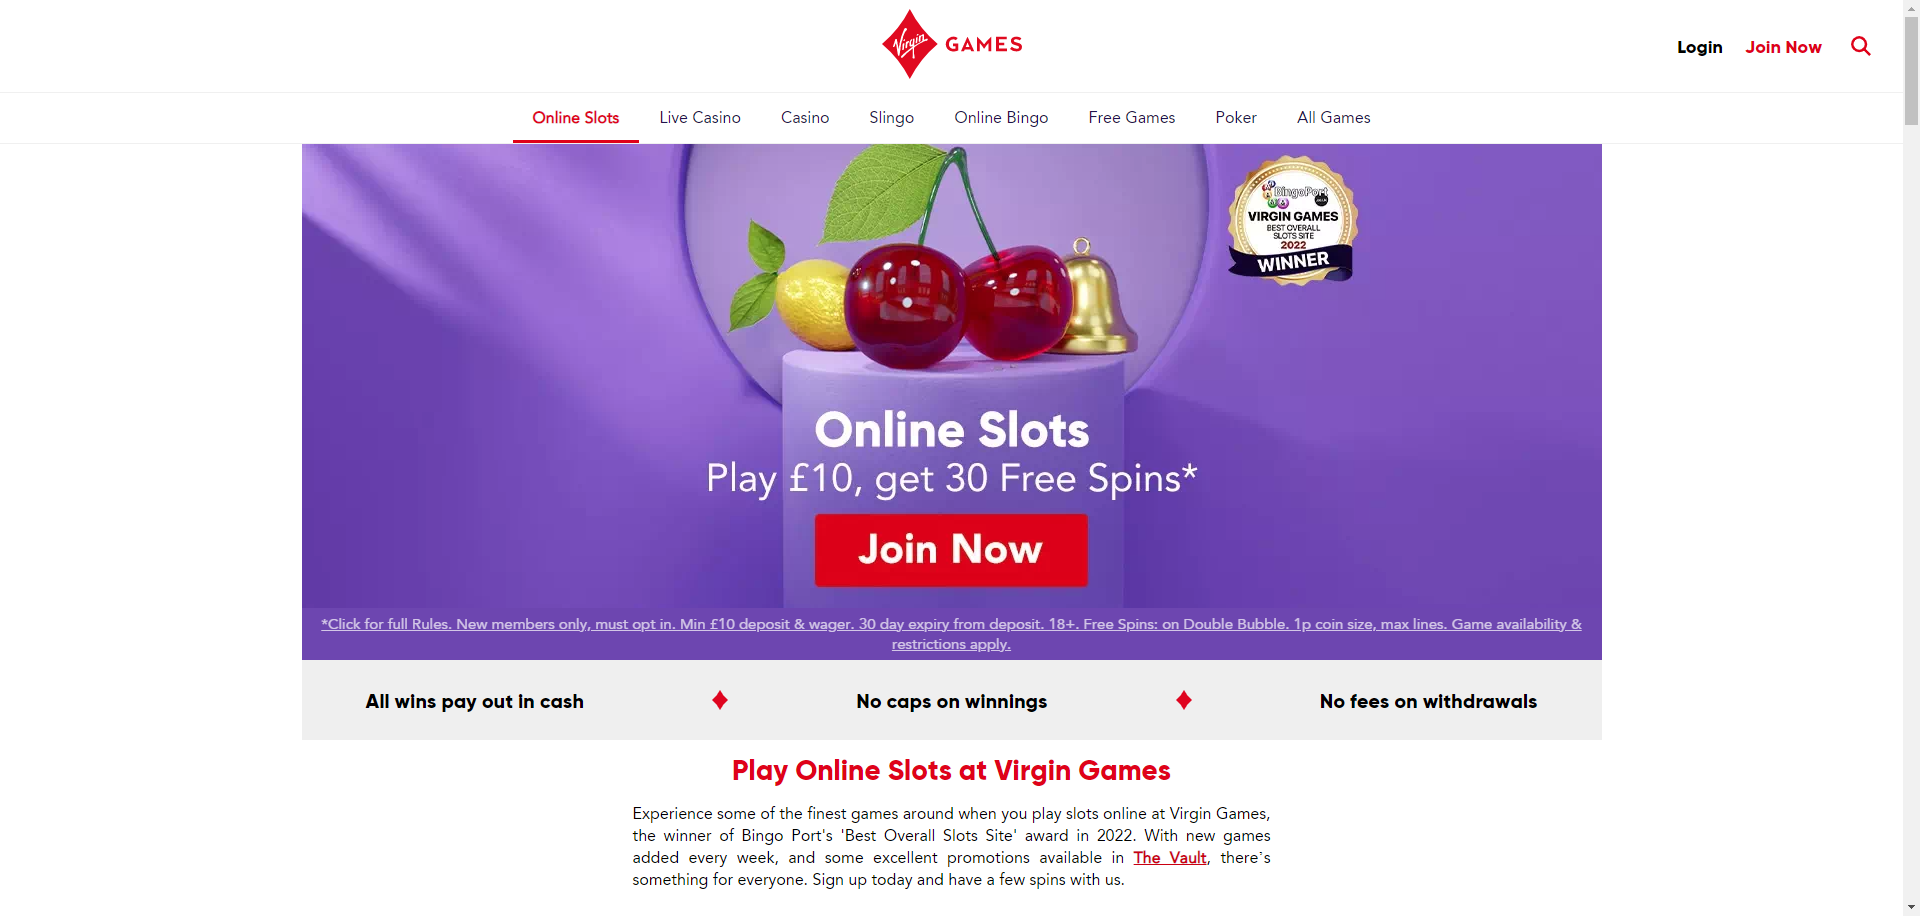 Virgin GAMES
Login Join Now
Online Slots Live Casino Casino Slingo Online Bingo Free Games Poker All Games
BingoPort
VIRGIN GAMES
BEST OVERALL
SLOTS SITE
2022
WINNER
Online Slots
Play £10, get 30 Free Spins*
Join Now
*Click for full Rules. New members only, must opt in. Min £10 deposit & wager. 30 day expiry from deposit. 18+. Free Spins: on Double Bubble. 1p coin size, max lines. Game availability &
restrictions apply.
All wins pay out in cash No caps on winnings No fees on withdrawals
Play Online Slots at Virgin Games
Experience some of the finest games around when you play slots online at Virgin Games,
the winner of Bingo Port's 'Best Overall Slots Site' award in 2022. With new games
added every week, and some excellent promotions available in The Vault, there's
something for everyone. Sign up today and have a few spins with us.